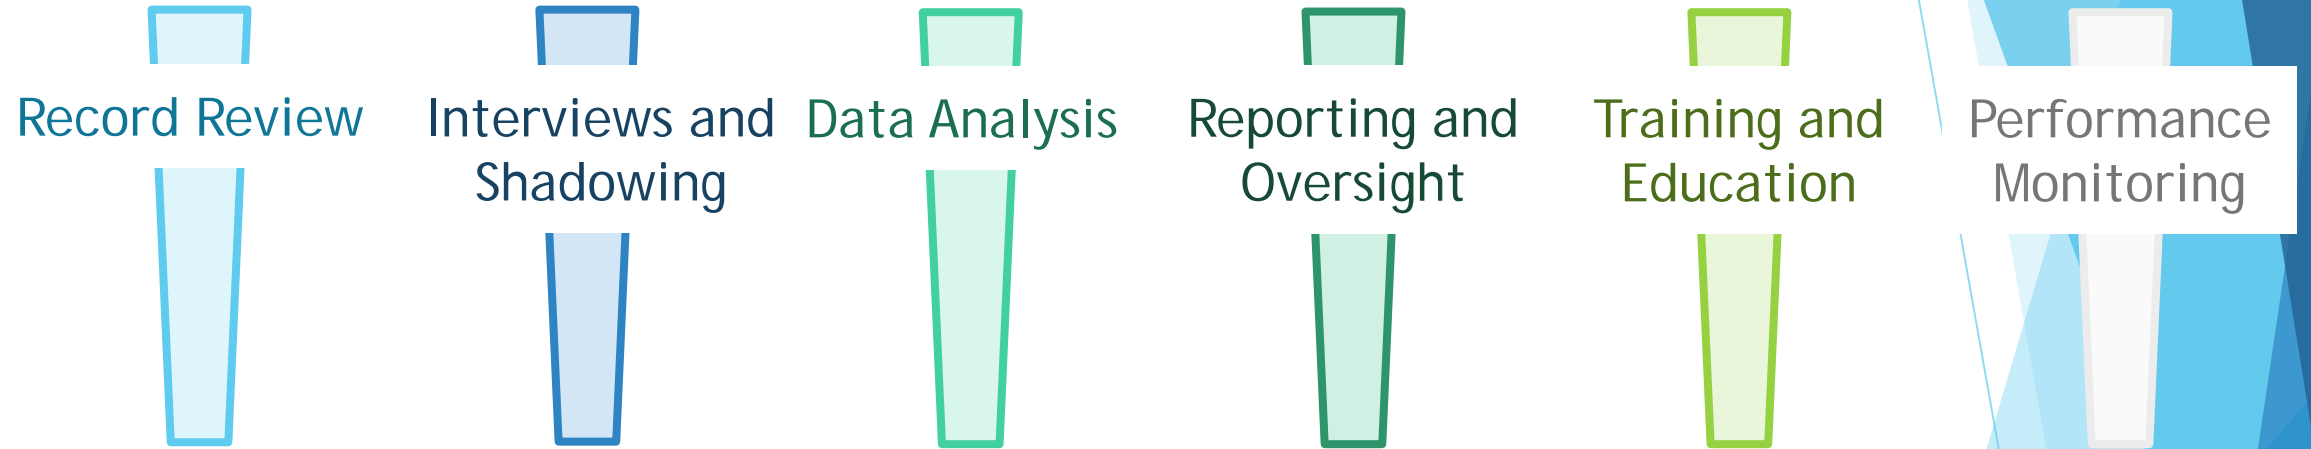 Record Review
Interviews and
Shadowing
Data Analysis
Reporting and
Oversight
Training and
Education
Performance
Monitoring